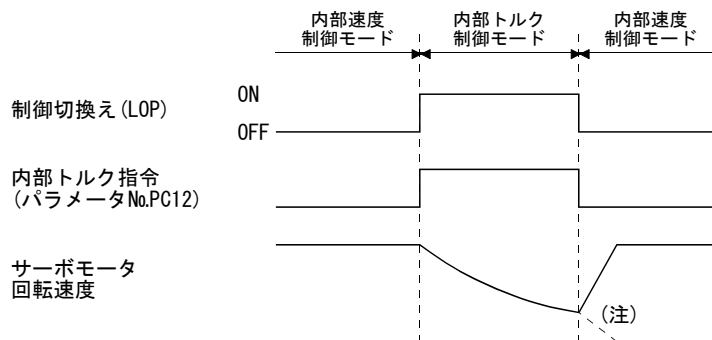 内部速度
制御モード
内部トルク
制御モード
内部速度
制御モード
制御切換え(LOP)
ON
OFF
内部トルク指令
(パラメータNo.PC12)
サーボモータ
回転速度
(注)